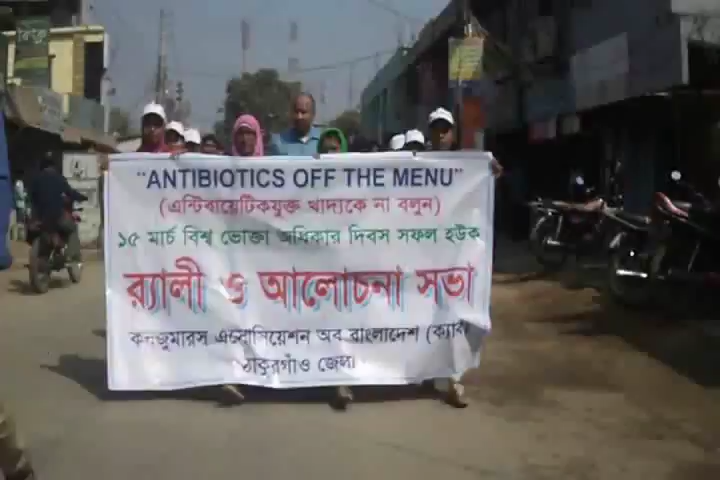 "ANTIBIOTICS OFF THE MENU"
(এন্টিবায়োটিকযুক্ত খাদ্যকে না বলুন)
১৫ মার্চ বিশ্ব ভোক্তা অধিকার দিবস সফল হউক
র‍্যালী ও আলোচনা সভা
কনজুমারস এসোসিয়েশন অব বাংলাদেশ (ক্যাব)
ঠাকুরগাঁও জেলা